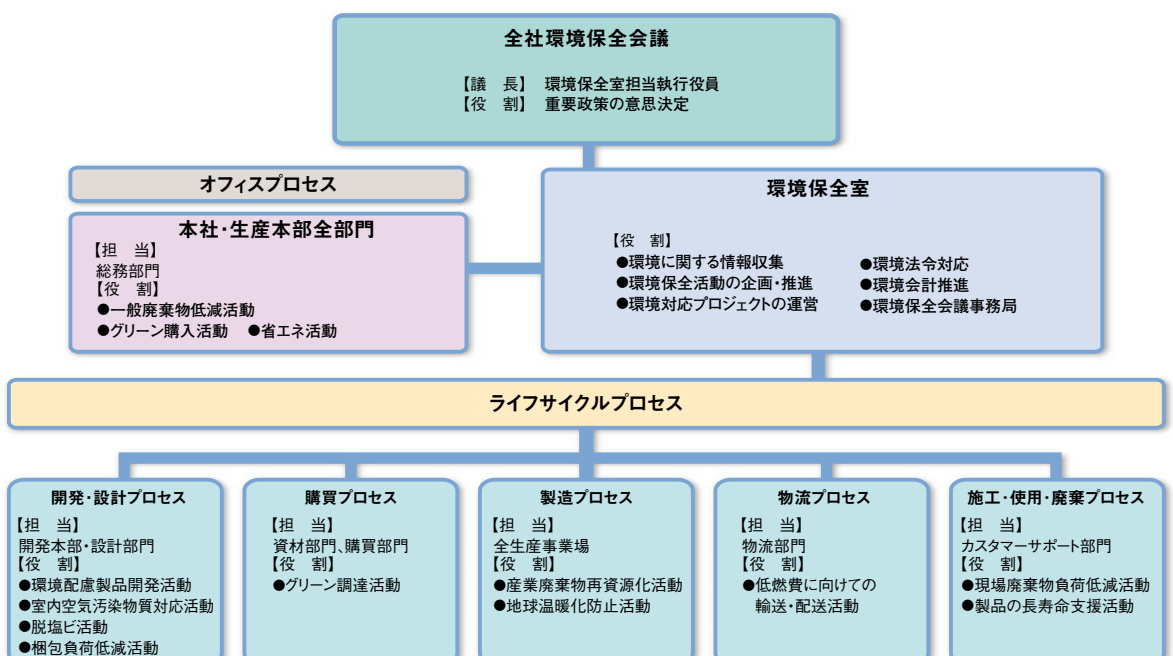 全社環境保全会議
【議　長】　環境保全室担当執行役員
【役　割】　重要政策の意思決定
オフィスプロセス
本社・生産本部全部門
【担　当】
総務部門
【役　割】
●一般廃棄物低減活動
●グリーン購入活動　●省エネ活動
環境保全室
【役　割】
●環境に関する情報収集
●環境保全活動の企画・推進
●環境対応プロジェクトの運営
●環境法令対応
●環境会計推進
●環境保全会議事務局
ライフサイクルプロセス
開発・設計プロセス
【担　当】
開発本部・設計部門
【役　割】
●環境配慮製品開発活動
●室内空気汚染物質対応活動
●脱塩ビ活動
●梱包負荷低減活動
購買プロセス
【担　当】
資材部門、購買部門
【役　割】
●グリーン調達活動
製造プロセス
【担　当】
全生産事業場
【役　割】
●産業廃棄物再資源化活動
●地球温暖化防止活動
物流プロセス
【担　当】
物流部門
【役　割】
●低燃費に向けての
輸送・配送活動
施工・使用・廃棄プロセス
【担　当】
カスタマーサポート部門
【役　割】
●現場廃棄物負荷低減活動
●製品の長寿命支援活動